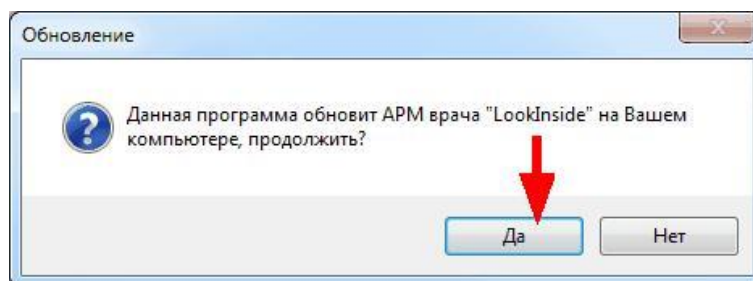 Обновление
Данная программа обновит АРМ врача "LookInside" на Вашем
компьютере, продолжить?
Да
Нет